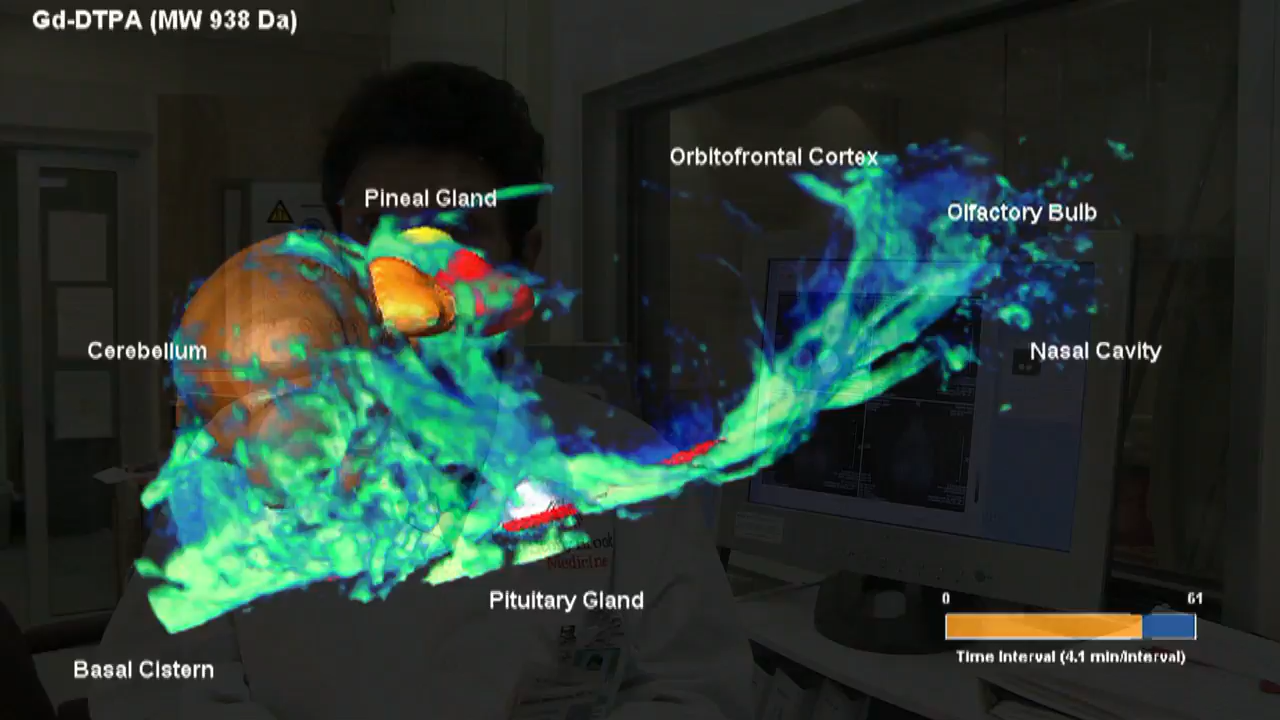 Gd-DTPA (MW 938 Da)
Orbitofrontal Cortex
Pineal Gland
Olfactory Bulb
Cerebellum
Nasal Cavity
Medicine
Pituitary Gland
0 61
Time Interval (4.1 min/interval)
Basal Cistern